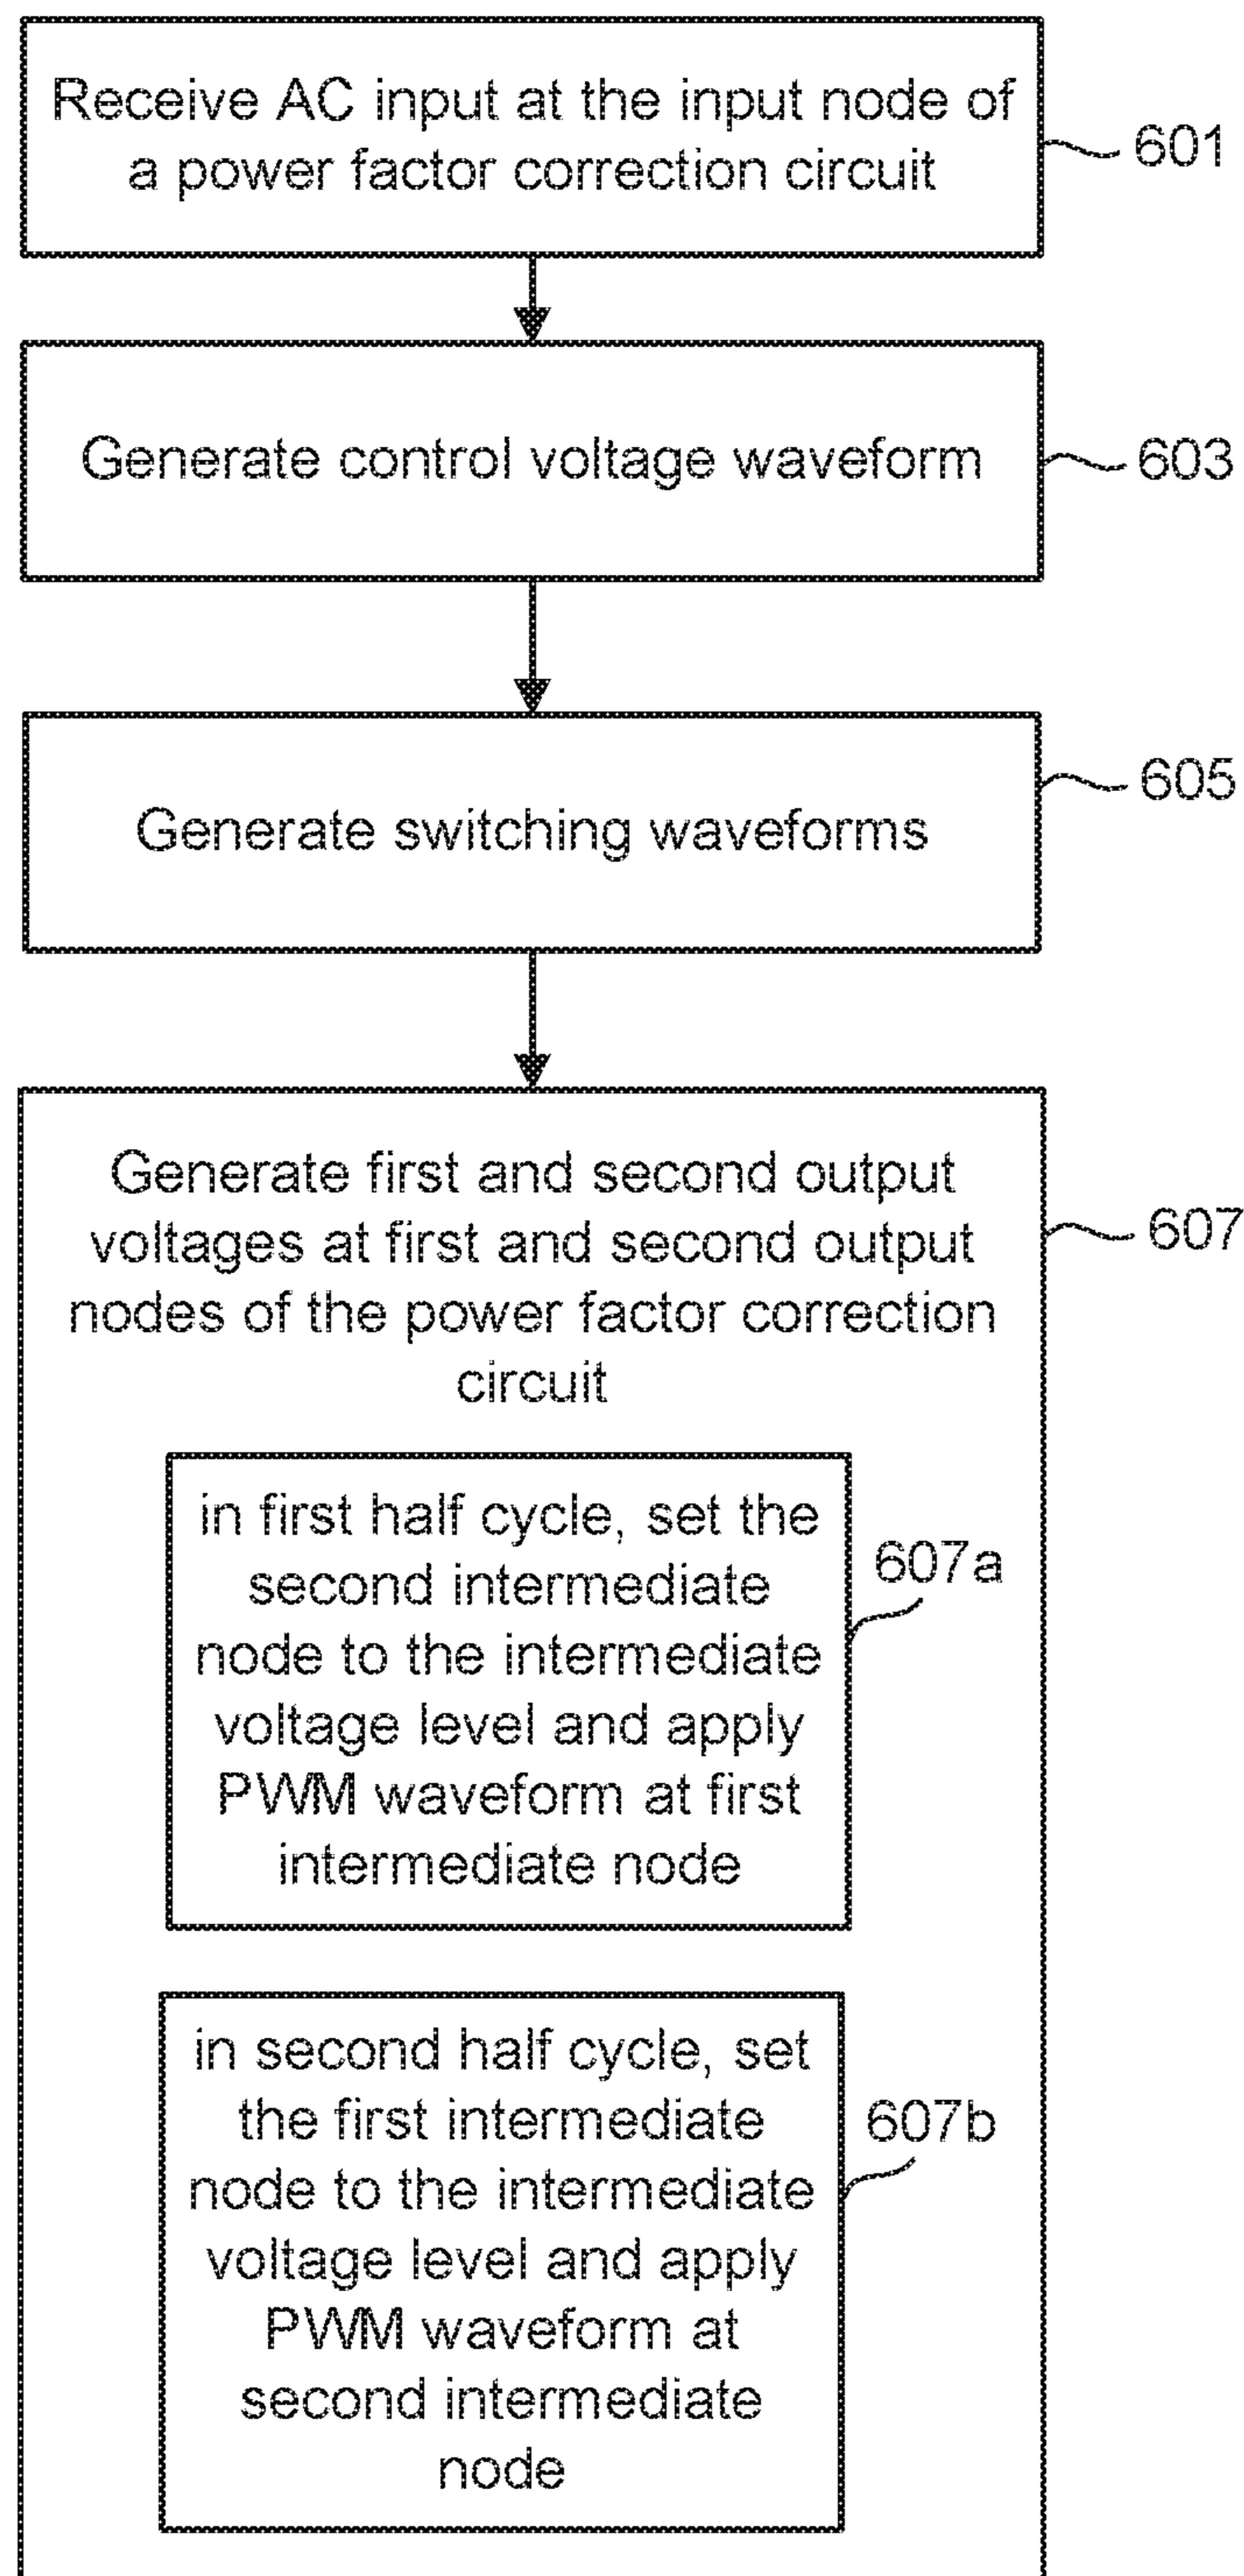 Receive AC input at the input node of
a power factor correction circuit
601
Generate control voltage waveform
603
Generate switching waveforms
605
Generate first and second output
voltages at first and second output
nodes of the power factor correction
circuit
607
in first half cycle, set the
second intermediate
node to the intermediate
voltage level and apply
PWM waveform at first
intermediate node
607a
in second half cycle, set
the first intermediate
node to the intermediate
voltage level and apply
PWM waveform at
second intermediate
node
607b